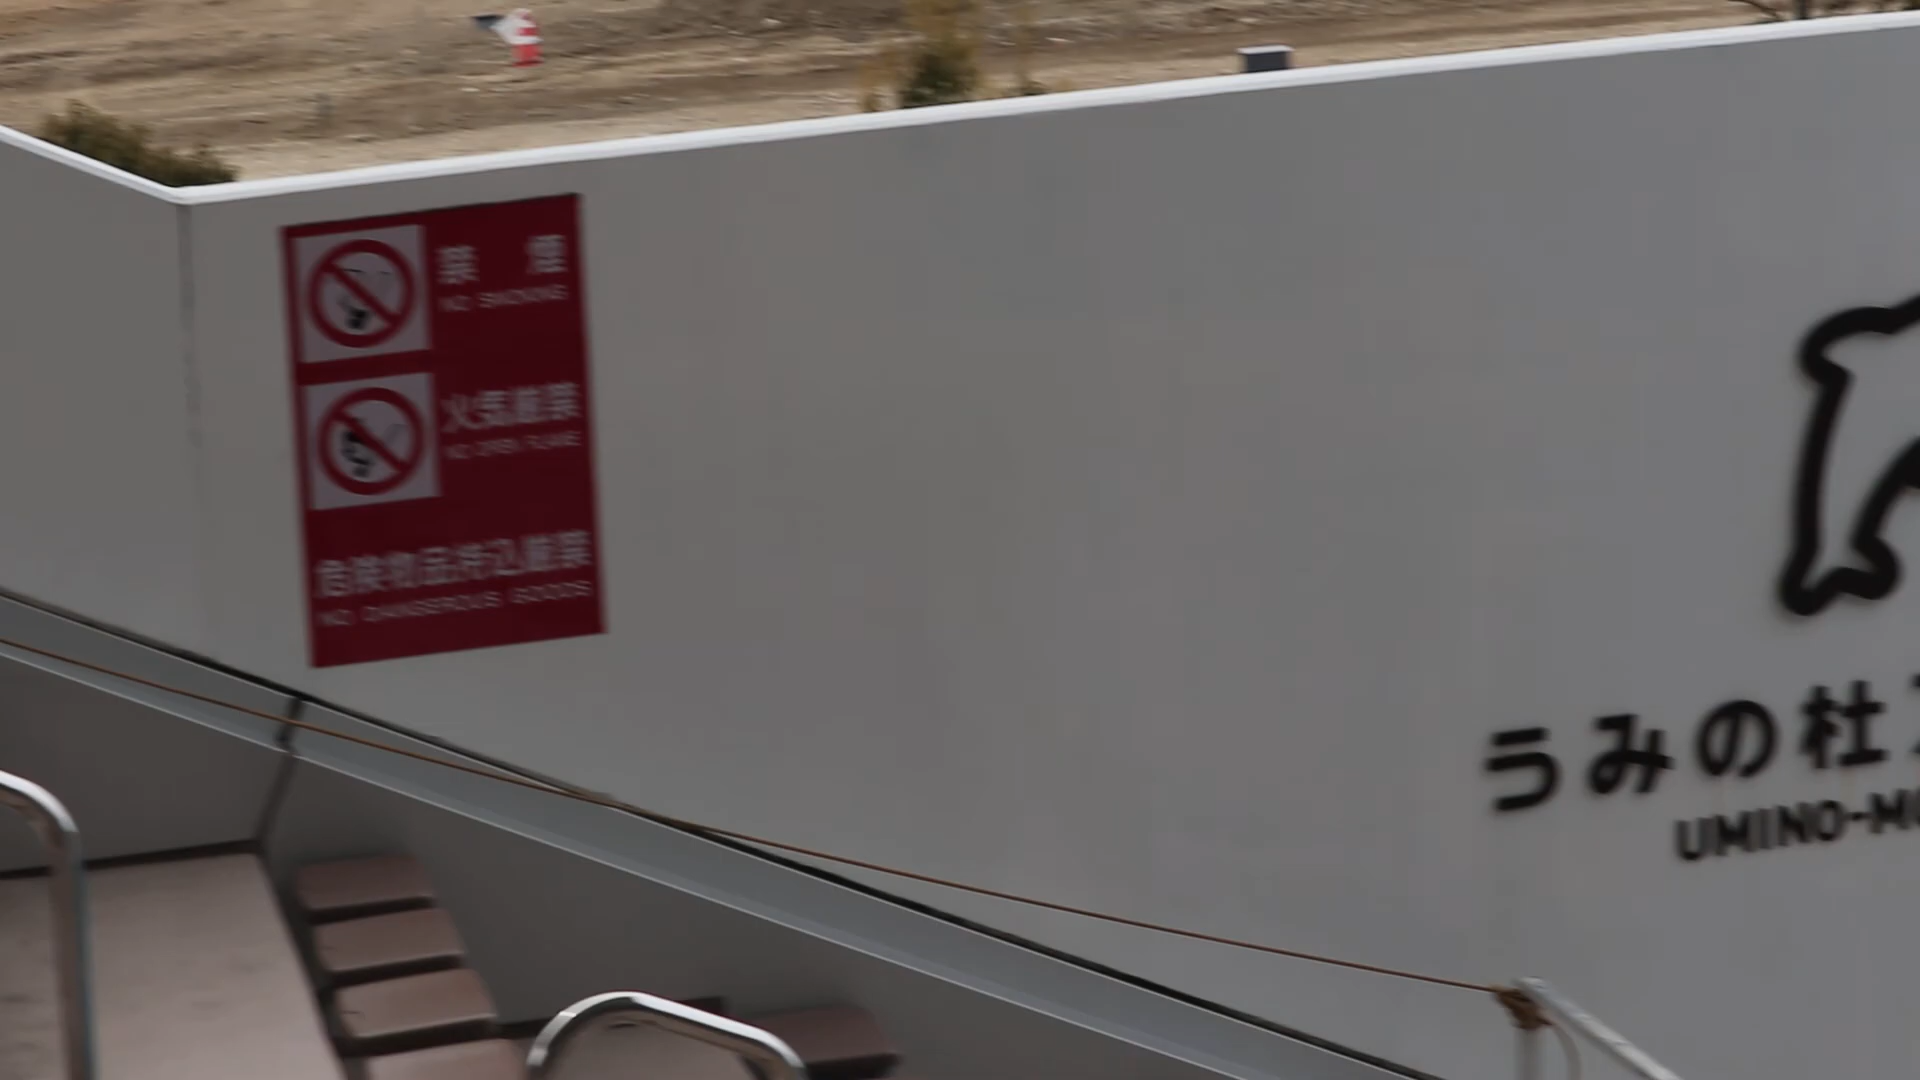 禁 煙
NO SMOKING
火気厳禁
NO OPEN FLAME
危険物品持込厳禁
NO DANGEROUS GOODS
うみの杜
UMINO-M